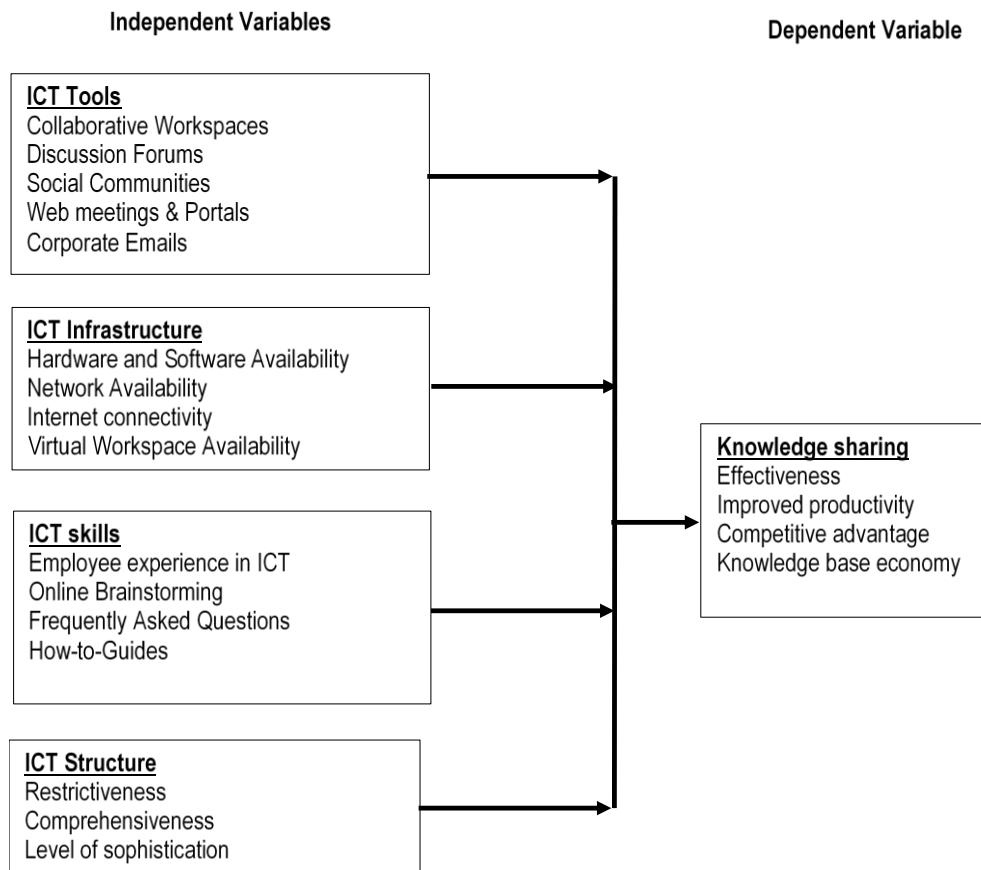 Independent Variables
Dependent Variable
ICT Tools
Collaborative Workspaces
Discussion Forums
Social Communities
Web meetings & Portals
Corporate Emails
ICT Infrastructure
Hardware and Software Availability
Network Availability
Internet connectivity
Virtual Workspace Availability
Knowledge sharing
Effectiveness
Improved productivity
Competitive advantage
Knowledge base economy
ICT skills
Employee experience in ICT
Online Brainstorming
Frequently Asked Questions
How-to-Guides
ICT Structure
Restrictiveness
Comprehensiveness
Level of sophistication